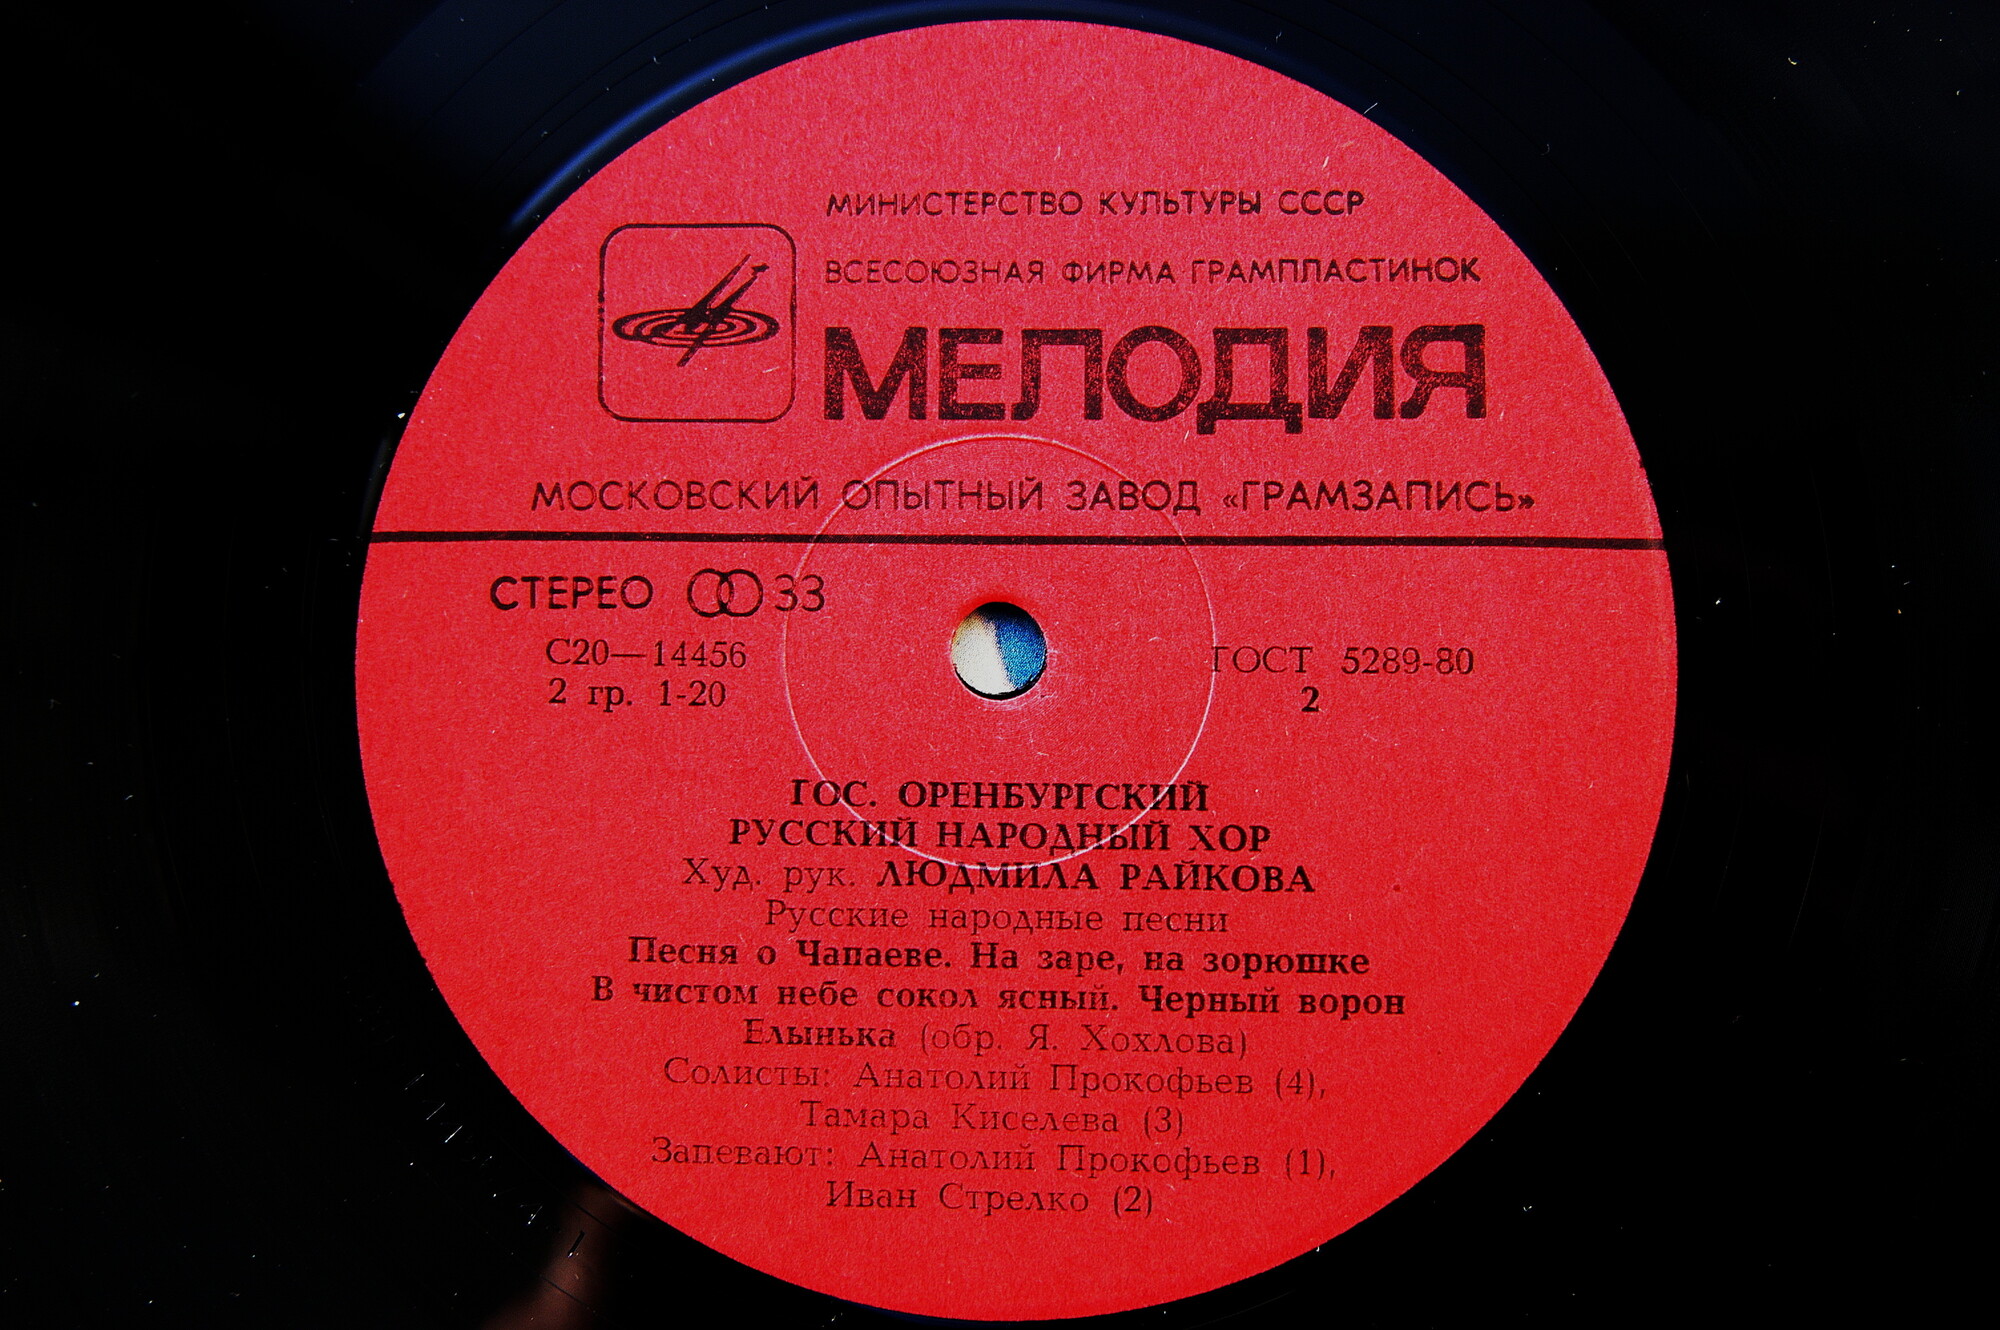 МИНИСТЕРСТВО КУЛЬТУРЫ СССР
ВСЕСОЮЗНАЯ ФИРМА ГРАМПЛАСТИНОК
МЕЛОДИЯ
МОСКОВСКИЙ ОПЫТНЫЙ ЗАВОД «ГРАМЗАПИСЬ»
СТЕРЕО 33
С20—14456
2 гр. 1-20
ГОСТ 5289-80
2
ГОС. ОРЕНБУРГСКИЙ
РУССКИЙ НАРОДНЫЙ ХОР
Худ. рук. ЛЮДМИЛА РАЙКОВА
Русские народные песни
Песня о Чапаеве. На заре, на зорюшке
В чистом небе сокол ясный. Черный ворон
Елынька (обр. Я. Хохлова)
Солисты: Анатолий Прокофьев (4),
Тамара Киселева (3)
Запевают: Анатолий Прокофьев (1),
Иван Стрелко (2)